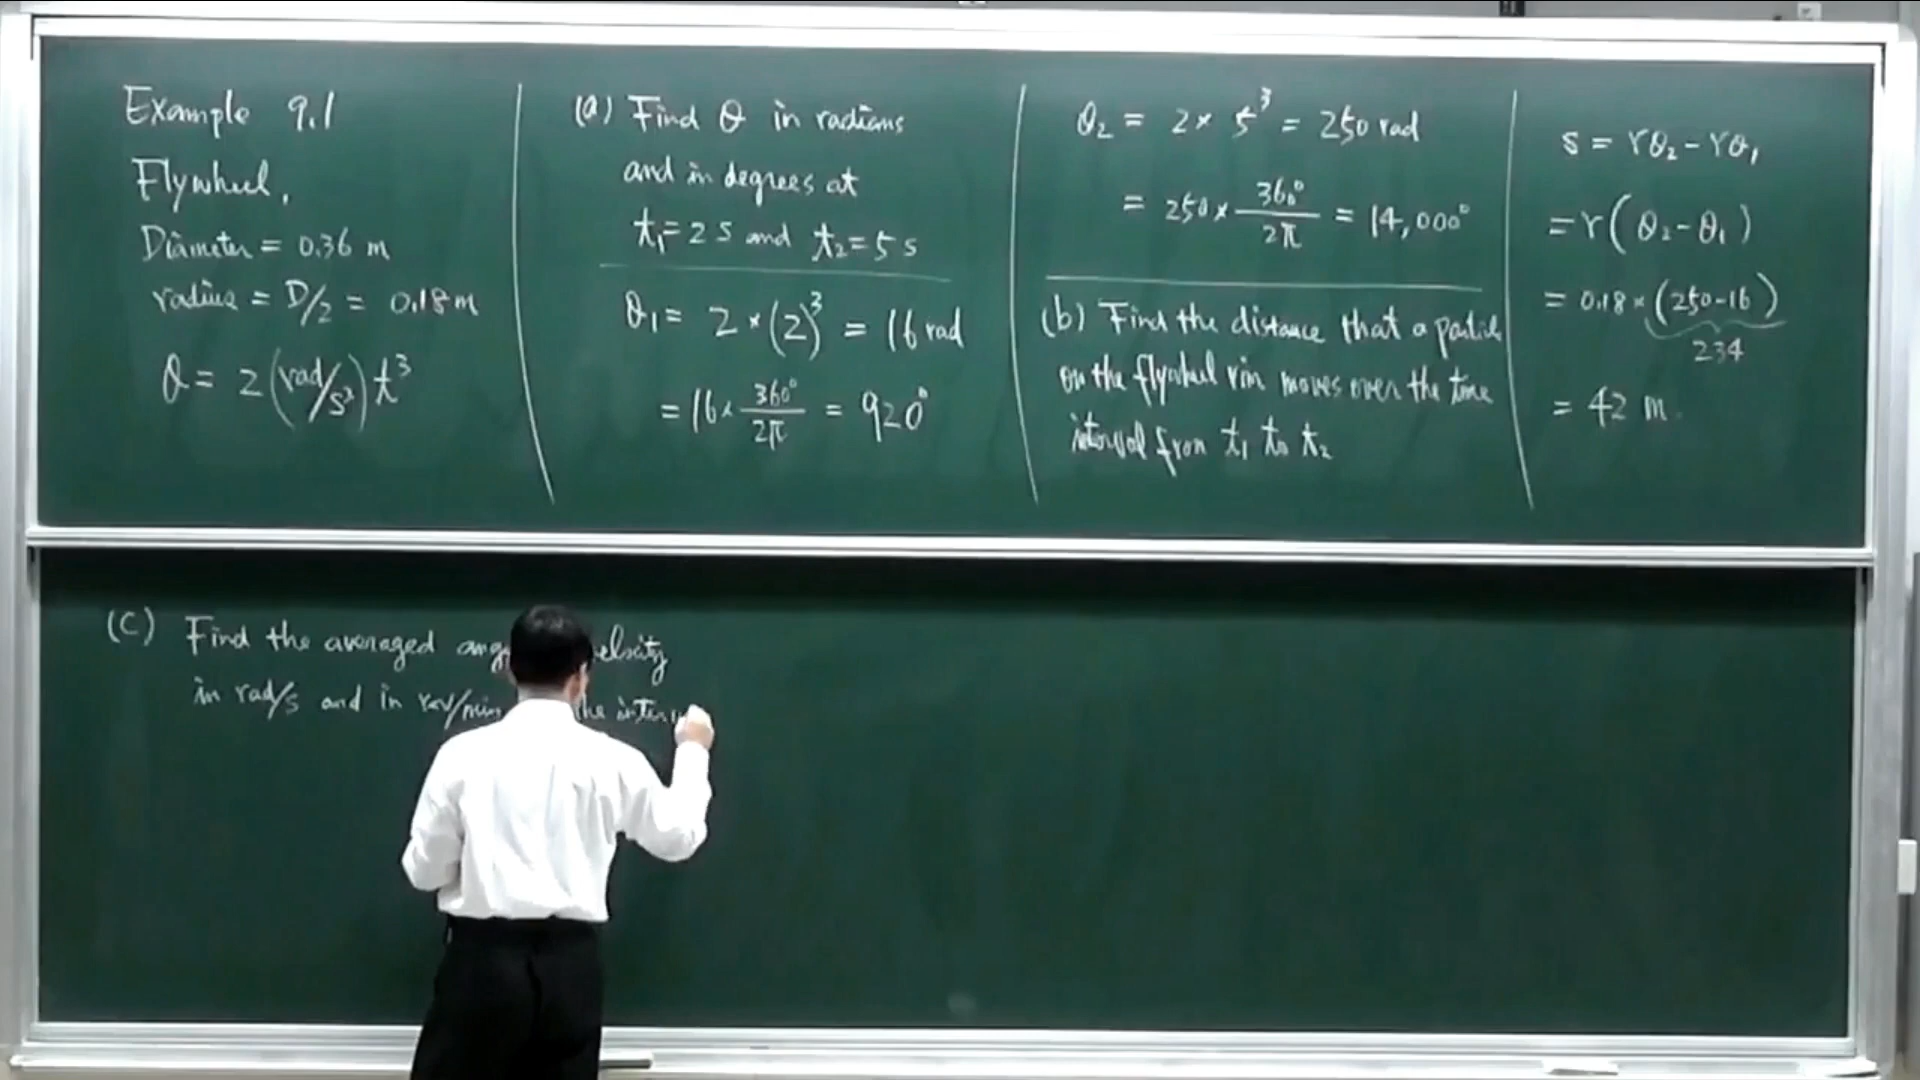 Example 9.1
Flywheel,
Diameter = 0.36 m
radius = D/2 = 0.18 m
θ = 2 (rad/s³) t³
(a) Find θ in radians
and in degrees at
t₁ = 2 s and t₂ = 5 s
θ₁ = 2 × (2)³ = 16 rad
= 16 × 360°/2π = 920°
θ₂ = 2 × 5³ = 250 rad
= 250 × 360°/2π = 14,000°
(b) Find the distance that a particle
on the flywheel rim moves over the time
interval from t₁ to t₂
s = rθ₂ - rθ₁
= r(θ₂ - θ₁)
= 0.18 × (250-16)
234
= 42 m
(c) Find the averaged
in rad/s and in rev/min